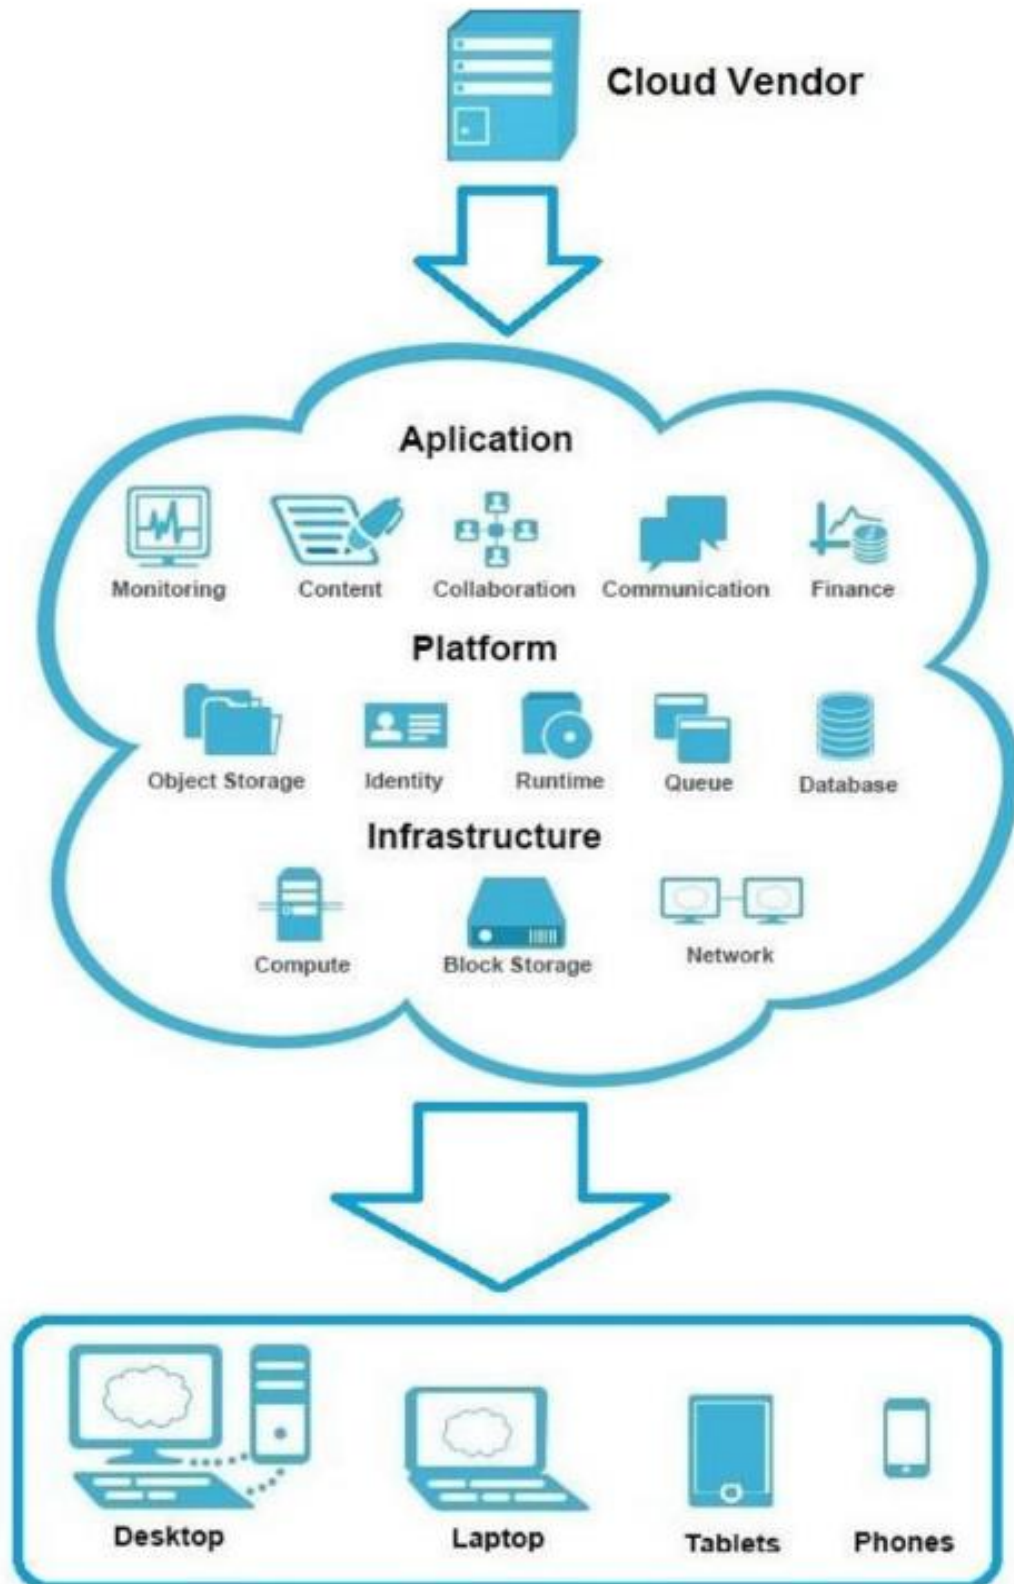 Cloud Vendor
Aplication
Monitoring Content Collaboration Communication Finance
Platform
Object Storage Identity Runtime Queue Database
Infrastructure
Compute Block Storage Network
Desktop Laptop Tablets Phones